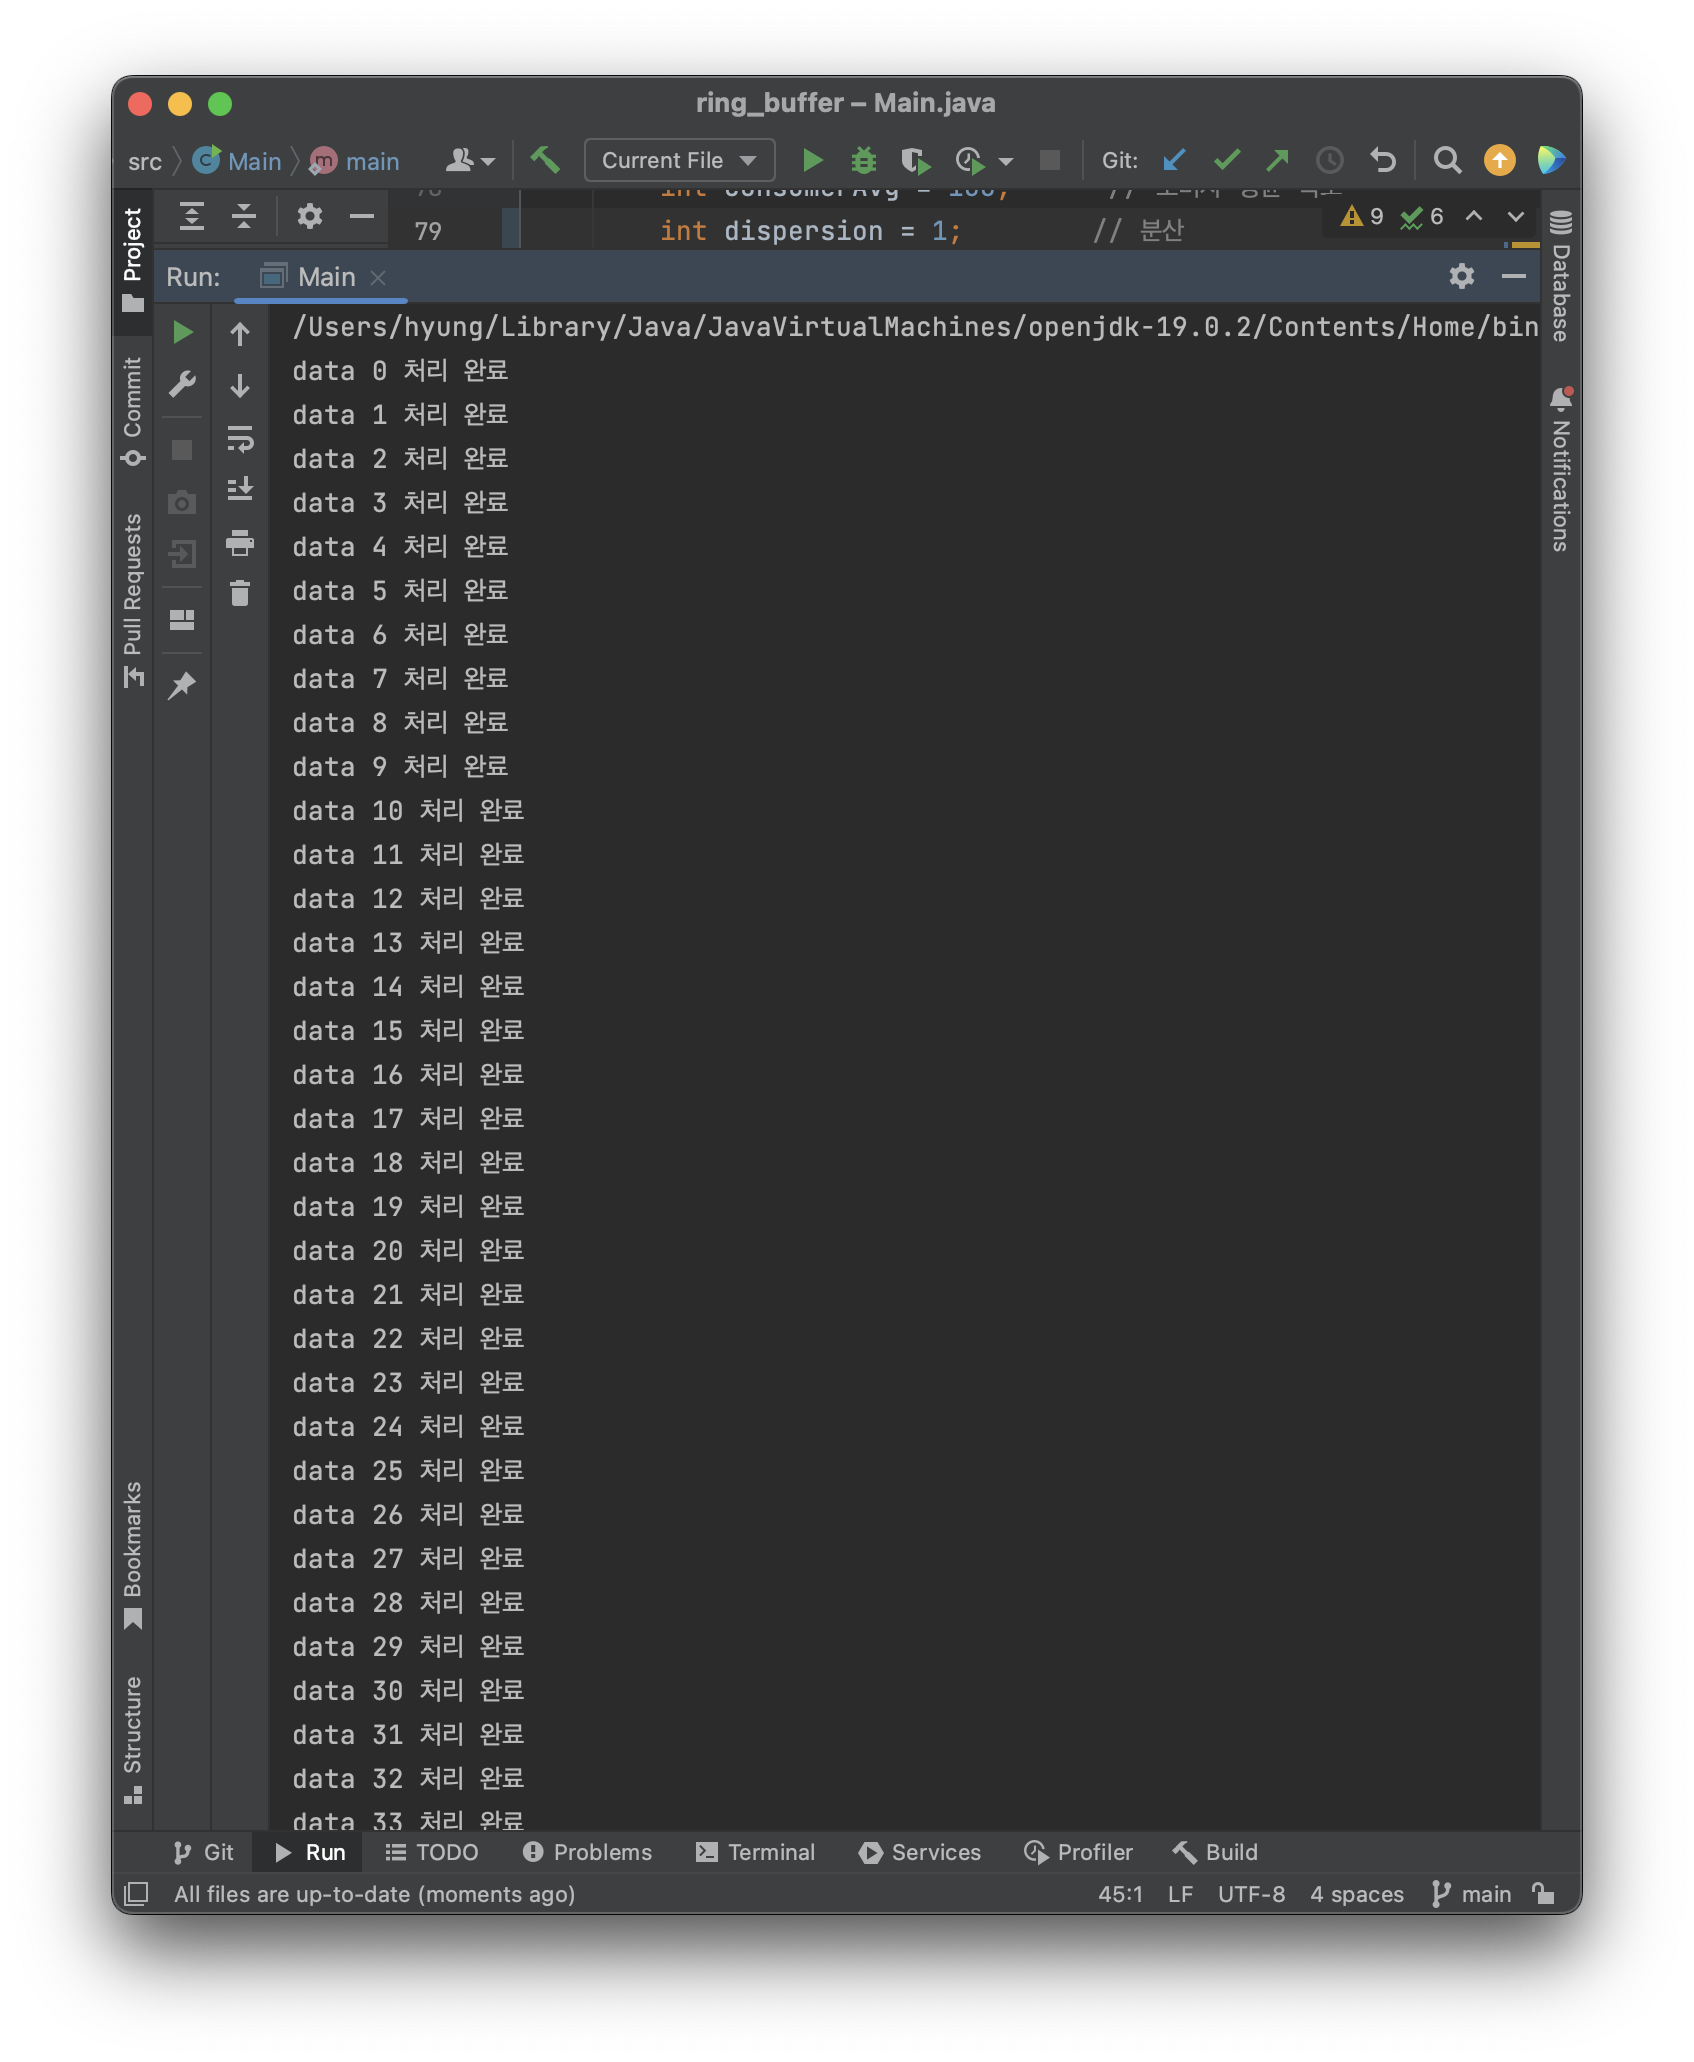 ring_buffer – Main.java
src Main main Current File Git:
79 int dispersion = 1; // 분산 9 6
Run: Main
/Users/hyung/Library/Java/JavaVirtualMachines/openjdk-19.0.2/Contents/Home/bin
data 0 처리 완료
data 1 처리 완료
data 2 처리 완료
data 3 처리 완료
data 4 처리 완료
data 5 처리 완료
data 6 처리 완료
data 7 처리 완료
data 8 처리 완료
data 9 처리 완료
data 10 처리 완료
data 11 처리 완료
data 12 처리 완료
data 13 처리 완료
data 14 처리 완료
data 15 처리 완료
data 16 처리 완료
data 17 처리 완료
data 18 처리 완료
data 19 처리 완료
data 20 처리 완료
data 21 처리 완료
data 22 처리 완료
data 23 처리 완료
data 24 처리 완료
data 25 처리 완료
data 26 처리 완료
data 27 처리 완료
data 28 처리 완료
data 29 처리 완료
data 30 처리 완료
data 31 처리 완료
data 32 처리 완료
data 33 처리 완료
Project
Commit
Pull Requests
Bookmarks
Structure
Database
Notifications
Git Run TODO Problems Terminal Services Profiler Build
All files are up-to-date (moments ago) 45:1 LF UTF-8 4 spaces main